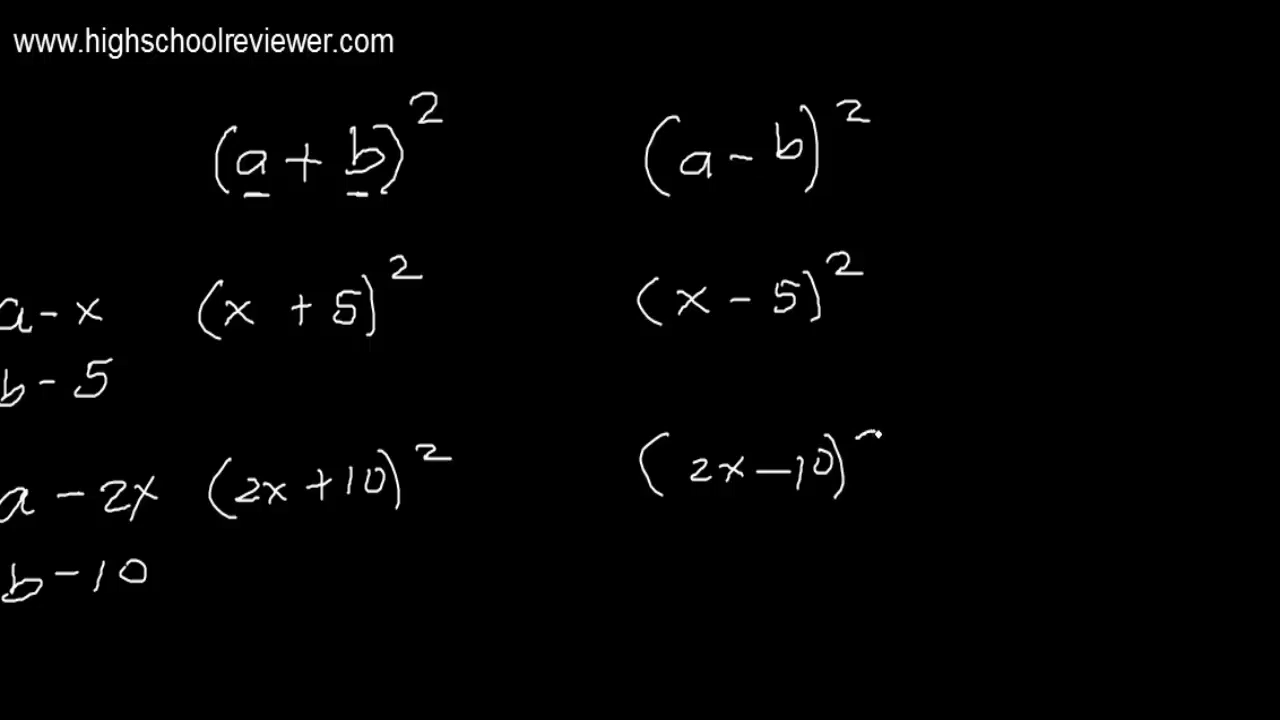 www.highschoolreviewer.com
(a + b)² (a - b)²
a - x (x + 5)² (x - 5)²
b - 5
a - 2x (2x + 10)² (2x - 10)
b - 10